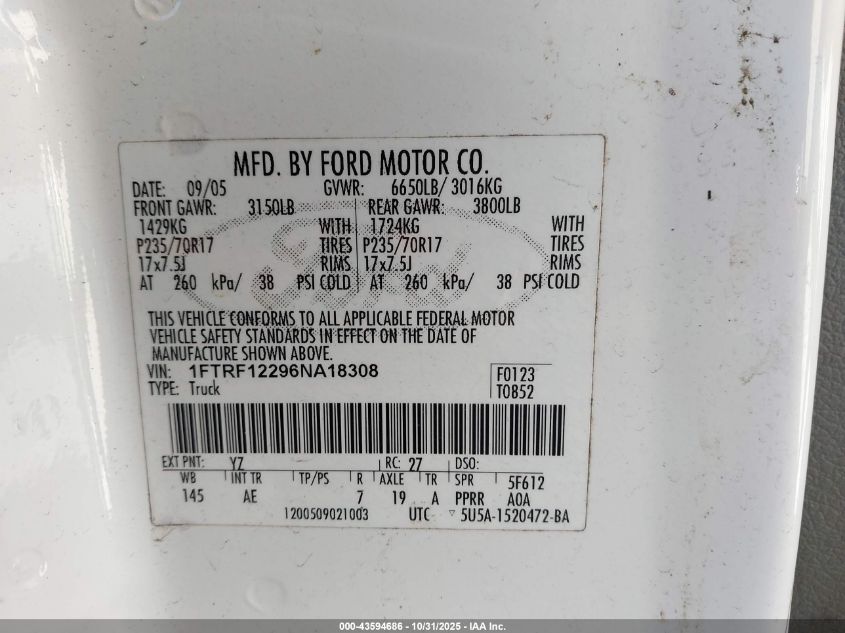 MFD. BY FORD MOTOR CO.
DATE: 09/05 GVWR: 6650LB/ 3016KG
FRONT GAWR: 3150LB REAR GAWR: 3800LB
1429KG WITH 1724KG WITH
P235/70R17 TIRES P235/70R17 TIRES
17x7.5J RIMS 17x7.5J RIMS
AT 260 kPa/ 38 PSI COLD AT 260 kPa/ 38 PSI COLD
Ford
THIS VEHICLE CONFORMS TO ALL APPLICABLE FEDERAL MOTOR
VEHICLE SAFETY STANDARDS IN EFFECT ON THE DATE OF
MANUFACTURE SHOWN ABOVE.
VIN: 1FTRF12296NA18308 F0123
TYPE: Truck T0852
EXT PNT: YZ RC: 27 DSO:
WB INT TR TP/PS R AXLE TR SPR 5F612
145 AE 7 19 A PPRR A0A
1200509021003 UTC 5U5A-1520472-BA
000-43594686 - 10/31/2025 - IAA Inc.